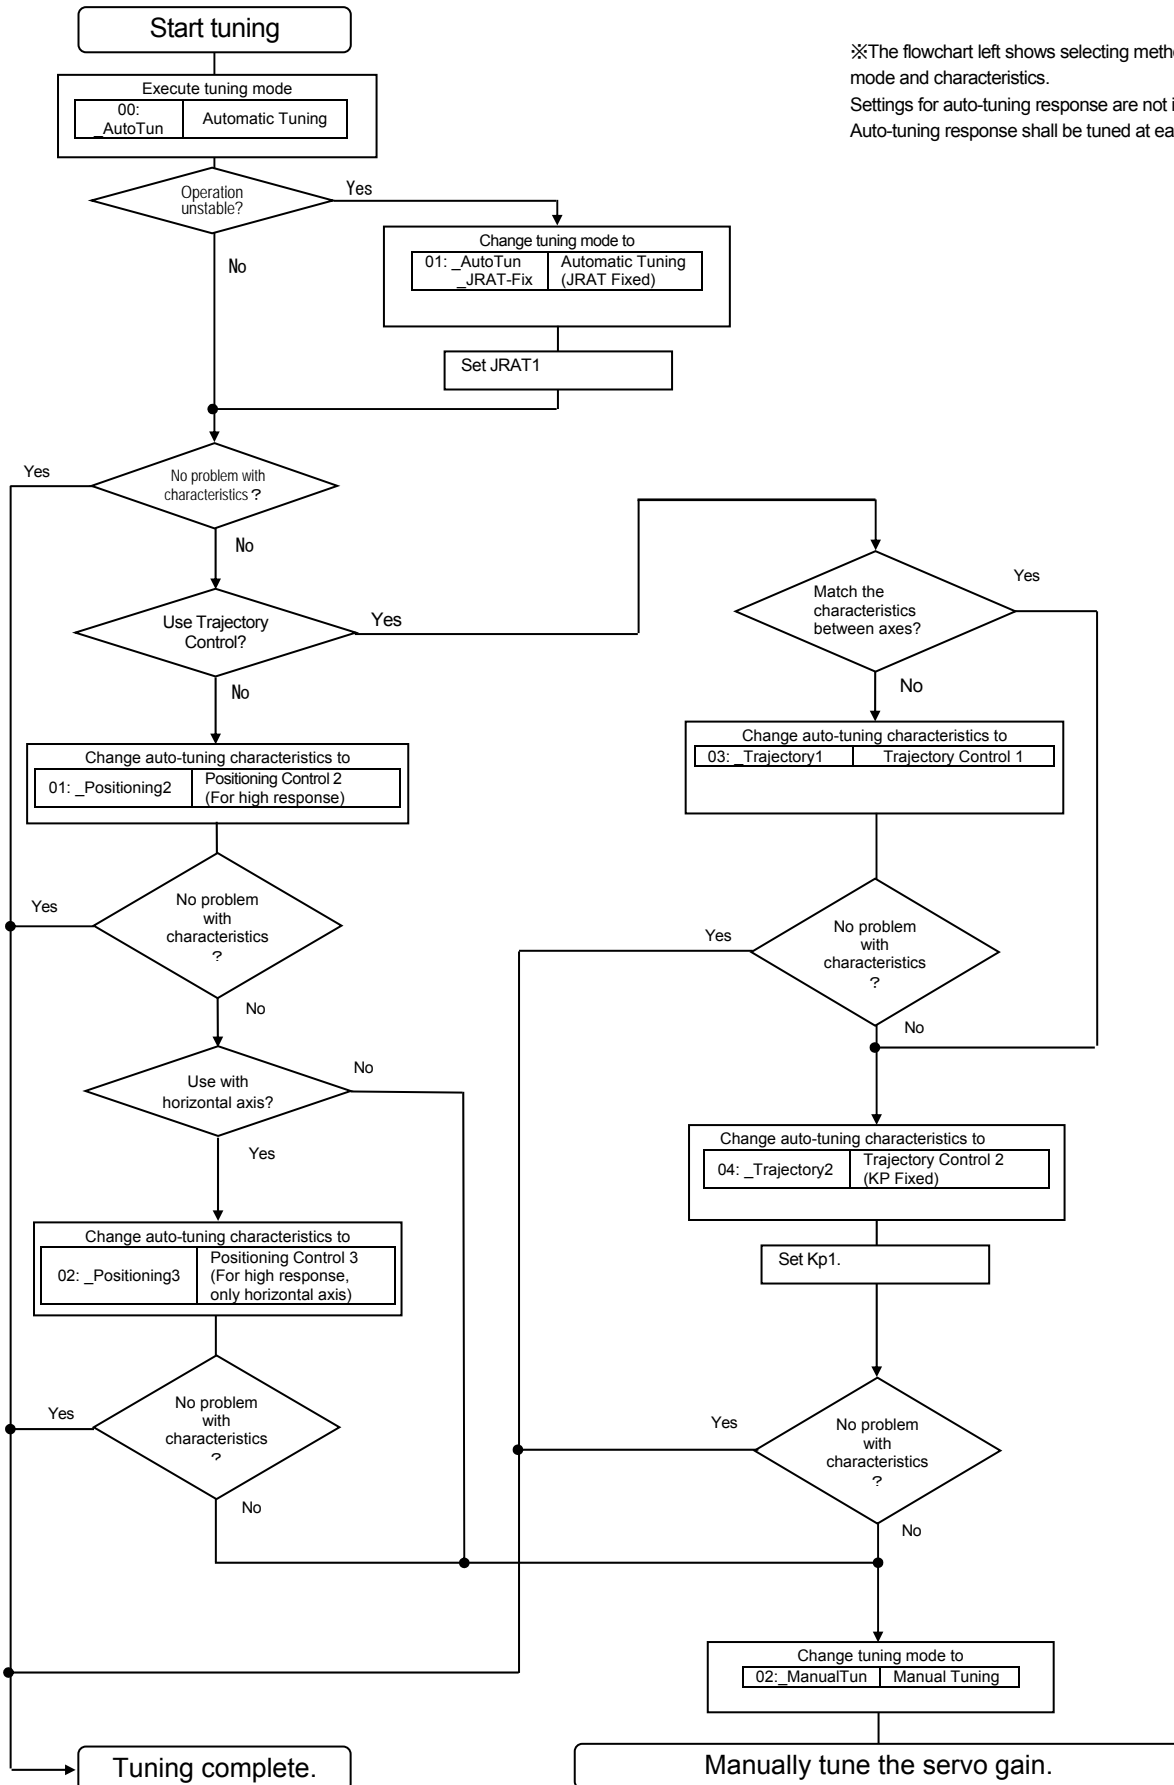 Start tuning
※The flowchart left shows selecting meth
mode and characteristics.
Settings for auto-tuning response are not i
Auto-tuning response shall be tuned at ea
Execute tuning mode
00:
_AutoTun
Automatic Tuning
Operation
unstable?
Yes
No
Change tuning mode to
01: _AutoTun
_JRAT-Fix
Automatic Tuning
(JRAT Fixed)
Set JRAT1
Yes
No problem with
characteristics ?
No
Use Trajectory
Control?
Yes
No
Match the
characteristics
between axes?
Yes
No
Change auto-tuning characteristics to
01: _Positioning2
Positioning Control 2
(For high response)
Change auto-tuning characteristics to
03: _Trajectory1
Trajectory Control 1
Yes
No problem
with
characteristics
?
No
Yes
No problem
with
characteristics
?
No
Use with
horizontal axis?
No
Yes
Change auto-tuning characteristics to
04: _Trajectory2
Trajectory Control 2
(KP Fixed)
Set Kp1.
Change auto-tuning characteristics to
02: _Positioning3
Positioning Control 3
(For high response,
only horizontal axis)
Yes
No problem
with
characteristics
?
No
Yes
No problem
with
characteristics
?
No
Change tuning mode to
02:_ManualTun
Manual Tuning
Tuning complete.
Manually tune the servo gain.